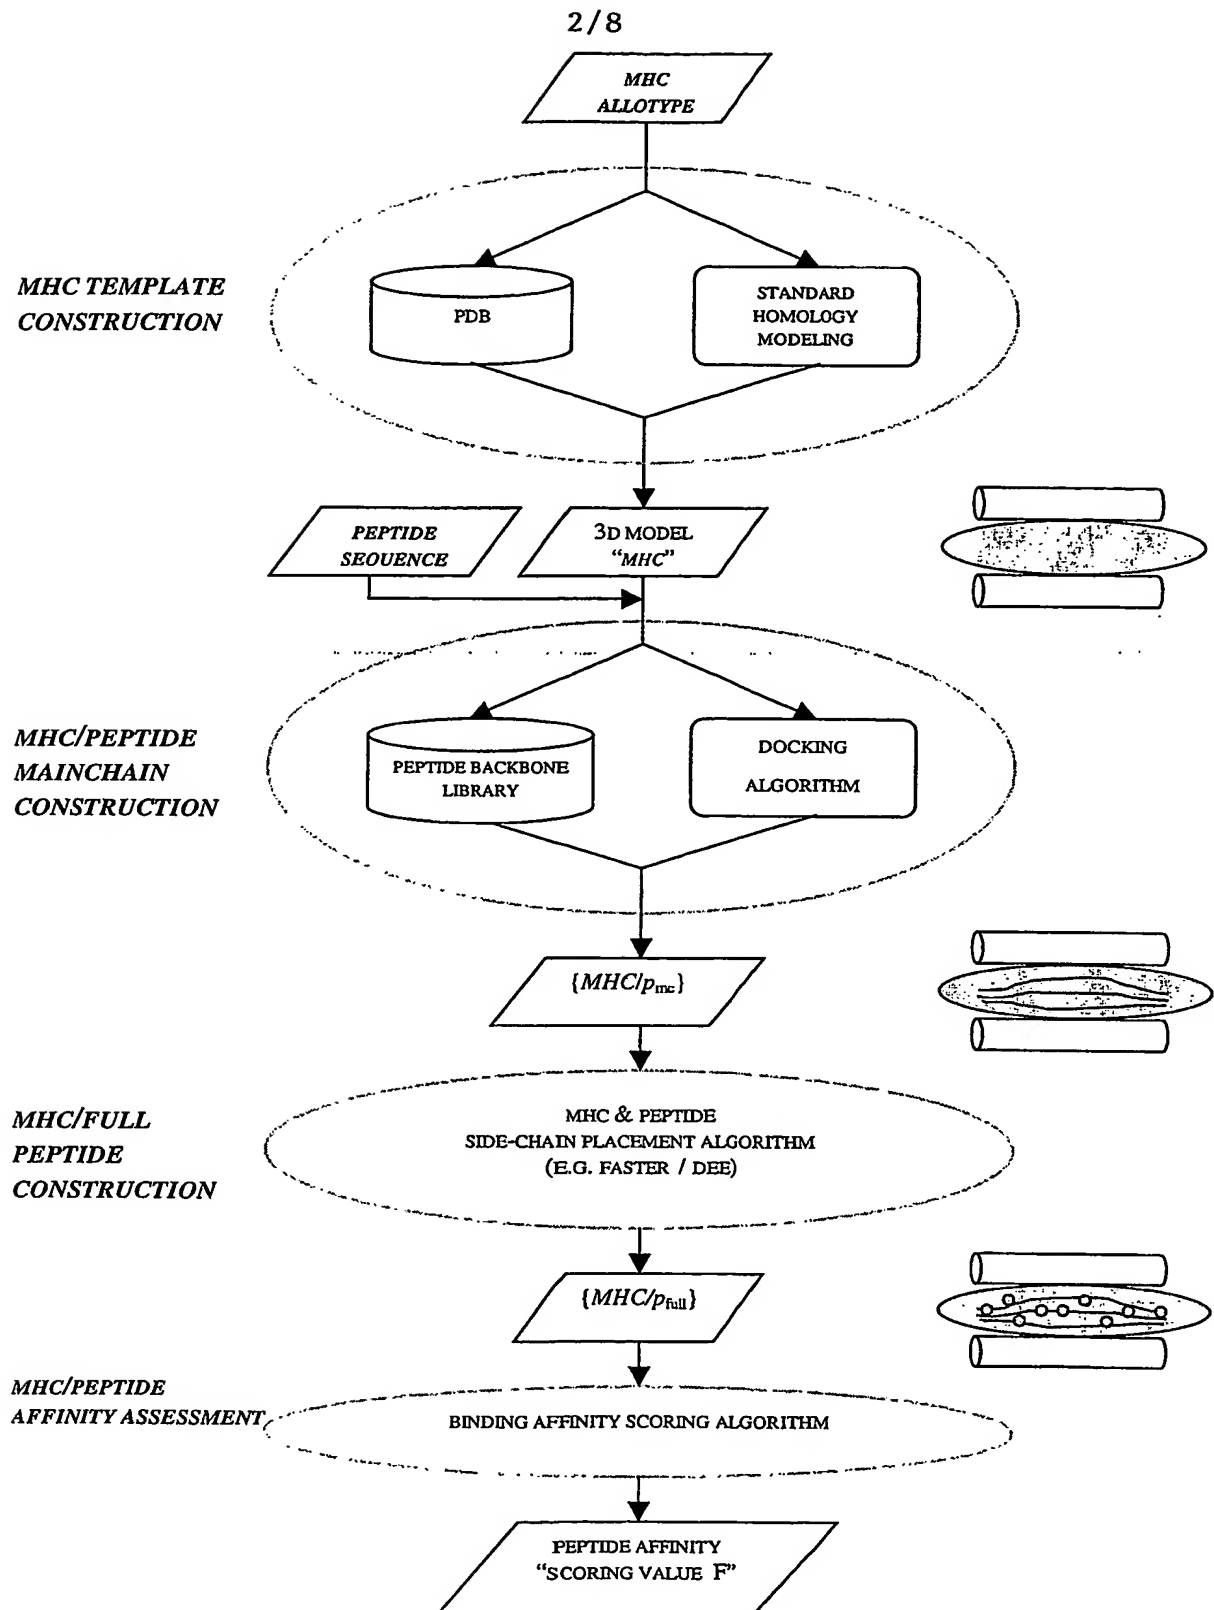 2/8
MHC
ALLOTYPE
MHC TEMPLATE
CONSTRUCTION
PDB
STANDARD
HOMOLOGY
MODELING
PEPTIDE
SEQUENCE
3D MODEL
“MHC”
MHC/PEPTIDE
MAINCHAIN
CONSTRUCTION
PEPTIDE BACKBONE
LIBRARY
DOCKING
ALGORITHM
{MHC/pmc}
MHC/FULL
PEPTIDE
CONSTRUCTION
MHC & PEPTIDE
SIDE-CHAIN PLACEMENT ALGORITHM
(E.G. FASTER / DEE)
{MHC/pfull}
MHC/PEPTIDE
AFFINITY ASSESSMENT
BINDING AFFINITY SCORING ALGORITHM
PEPTIDE AFFINITY
“SCORING VALUE F”